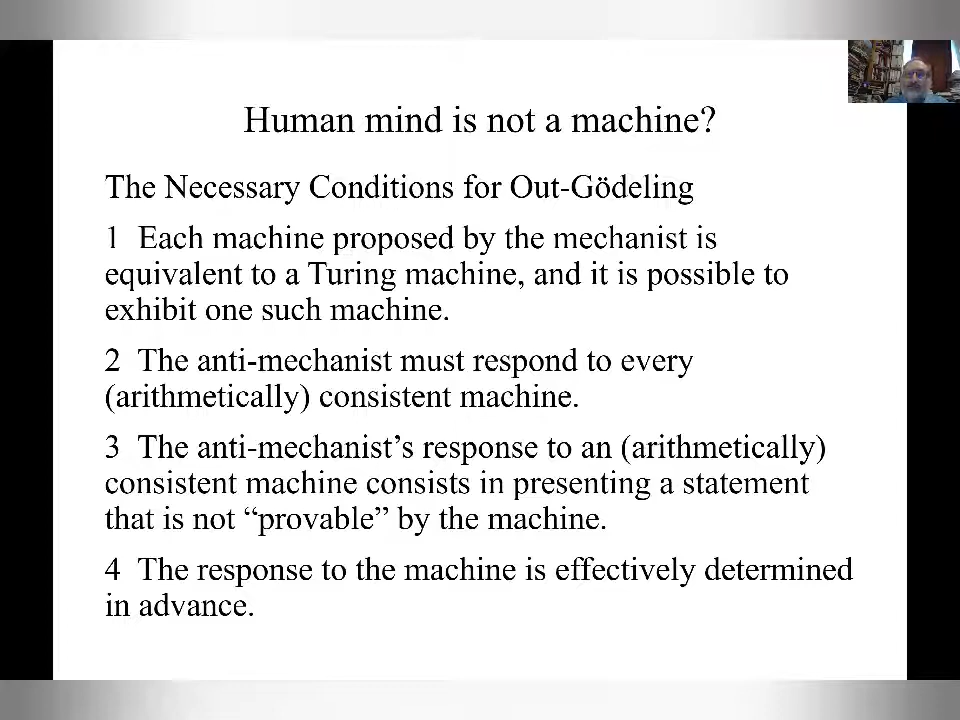 Human mind is not a machine?
The Necessary Conditions for Out-Gödeling
1 Each machine proposed by the mechanist is
equivalent to a Turing machine, and it is possible to
exhibit one such machine.
2 The anti-mechanist must respond to every
(arithmetically) consistent machine.
3 The anti-mechanist’s response to an (arithmetically)
consistent machine consists in presenting a statement
that is not “provable” by the machine.
4 The response to the machine is effectively determined
in advance.